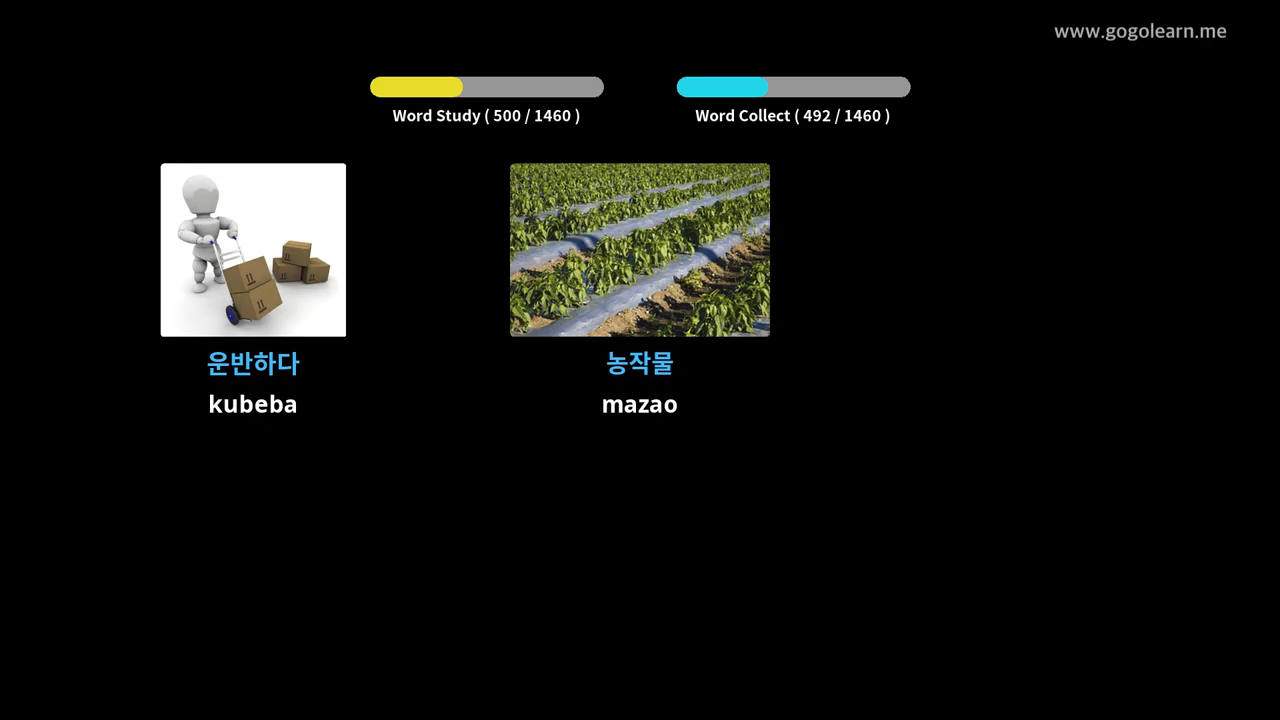 www.gogolearn.me
Word Study ( 500 / 1460 )
Word Collect ( 492 / 1460 )
운반하다
kubeba
농작물
mazao